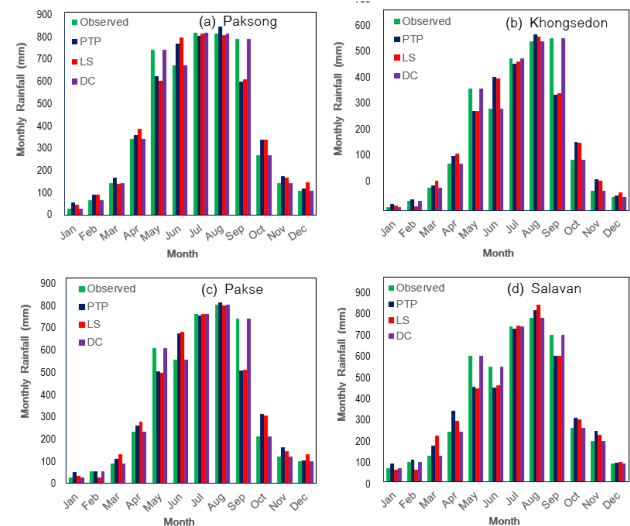 (a) Paksong
Observed
PTP
LS
DC
Monthly Rainfall (mm)
900
800
700
600
500
400
300
200
100
0
Jan Feb Mar Apr May Jun Jul Aug Sep Oct Nov Dec
Month
(b) Khongsedon
Observed
PTP
LS
DC
Monthly Rainfall (mm)
600
500
400
300
200
100
0
Jan Feb Mar Apr May Jun Jul Aug Sep Oct Nov Dec
Month
(c) Pakse
Observed
PTP
LS
DC
Monthly Rainfall (mm)
900
800
700
600
500
400
300
200
100
0
Jan Feb Mar Apr May Jun Jul Aug Sep Oct Nov Dec
Month
(d) Salavan
Observed
PTP
LS
DC
Monthly Rainfall (mm)
900
800
700
600
500
400
300
200
100
0
Jan Feb Mar Apr May Jun Jul Aug Sep Oct Nov Dec
Month